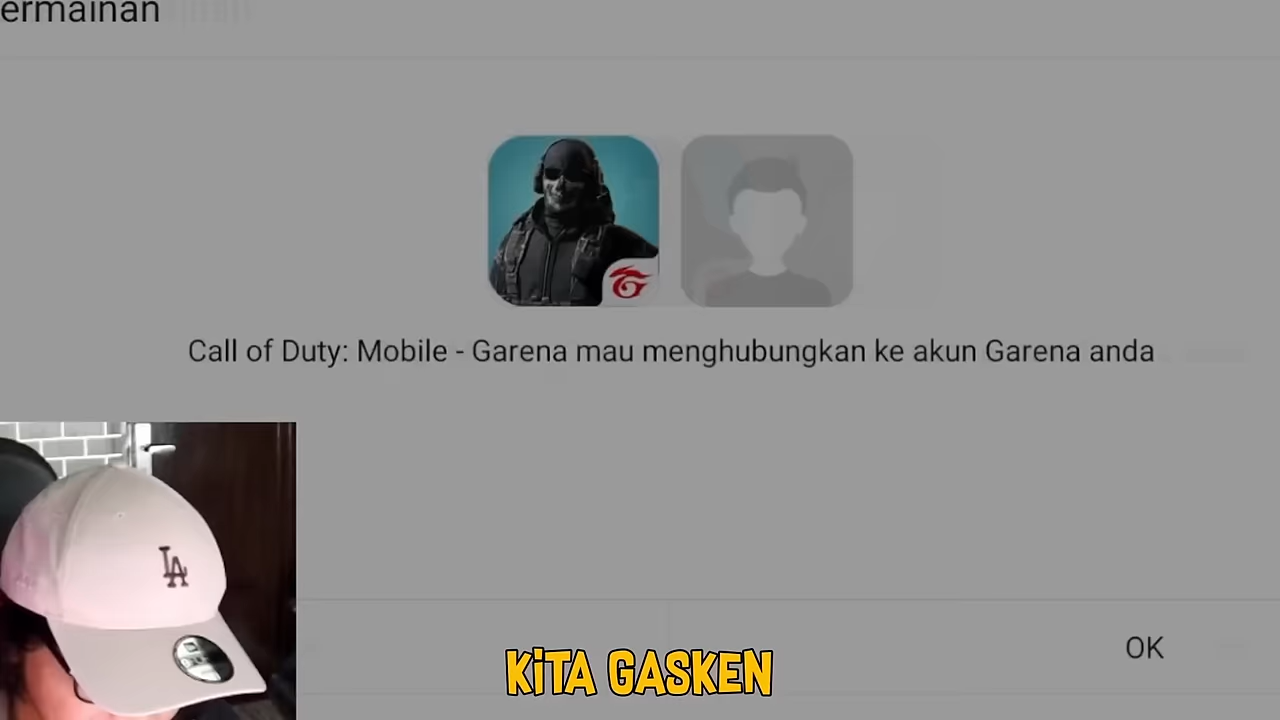 ermainan
Call of Duty: Mobile - Garena mau menghubungkan ke akun Garena anda
LA
OK
KiTA GASKEN